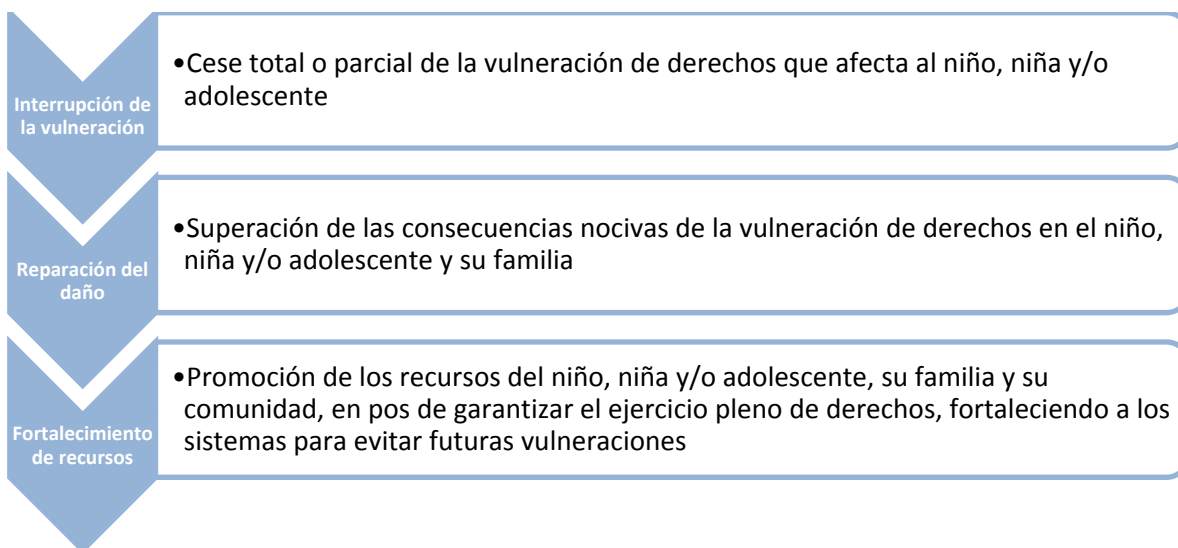 Interrupción de
la vulneración
•Cese total o parcial de la vulneración de derechos que afecta al niño, niña y/o
adolescente
Reparación del
daño
•Superación de las consecuencias nocivas de la vulneración de derechos en el niño,
niña y/o adolescente y su familia
Fortalecimiento
de recursos
•Promoción de los recursos del niño, niña y/o adolescente, su familia y su
comunidad, en pos de garantizar el ejercicio pleno de derechos, fortaleciendo a los
sistemas para evitar futuras vulneraciones